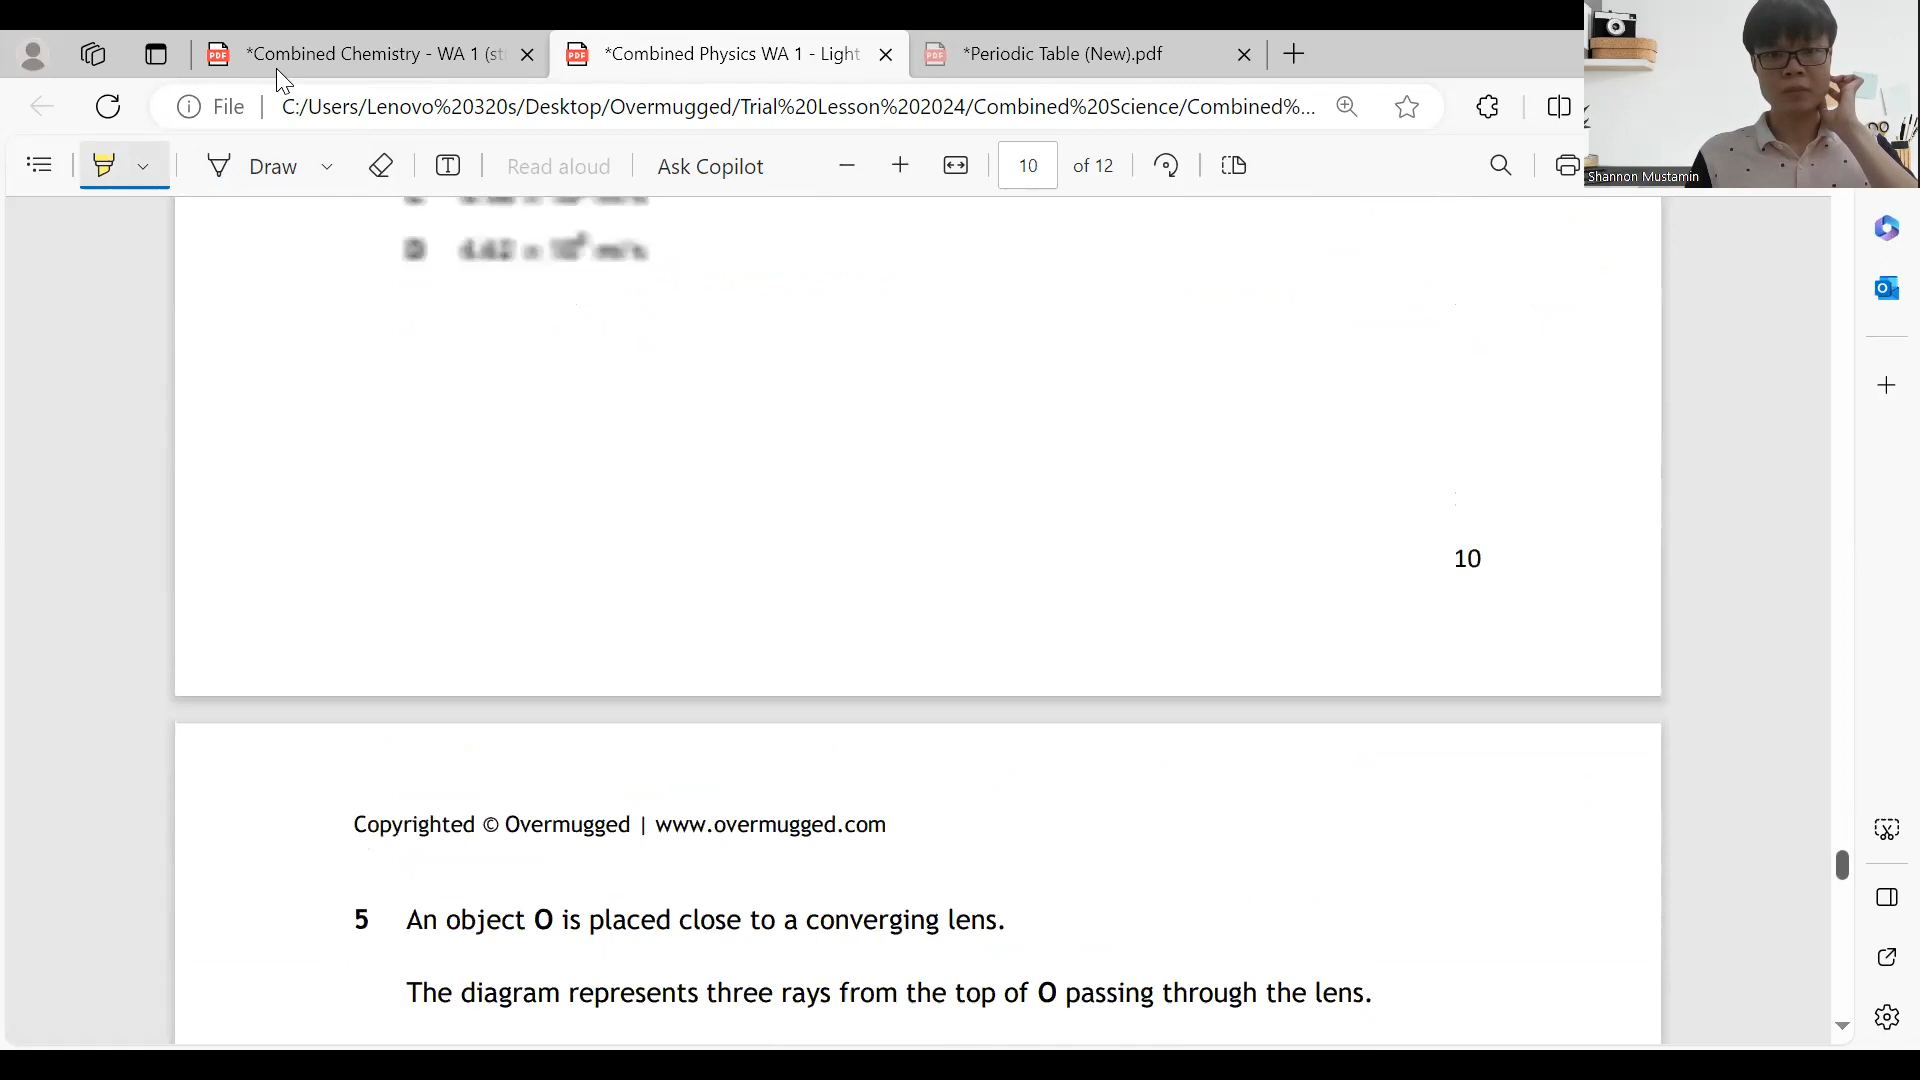 *Combined Chemistry - WA 1 (st
*Combined Physics WA 1 - Light
*Periodic Table (New).pdf
File
C:/Users/Lenovo%20320s/Desktop/Overmugged/Trial%20Lesson%202024/Combined%20Science/Combined%...
Draw
Read aloud
Ask Copilot
10
of 12
Shannon Mustamin
10
Copyrighted © Overmugged | www.overmugged.com
5 An object O is placed close to a converging lens.
The diagram represents three rays from the top of O passing through the lens.